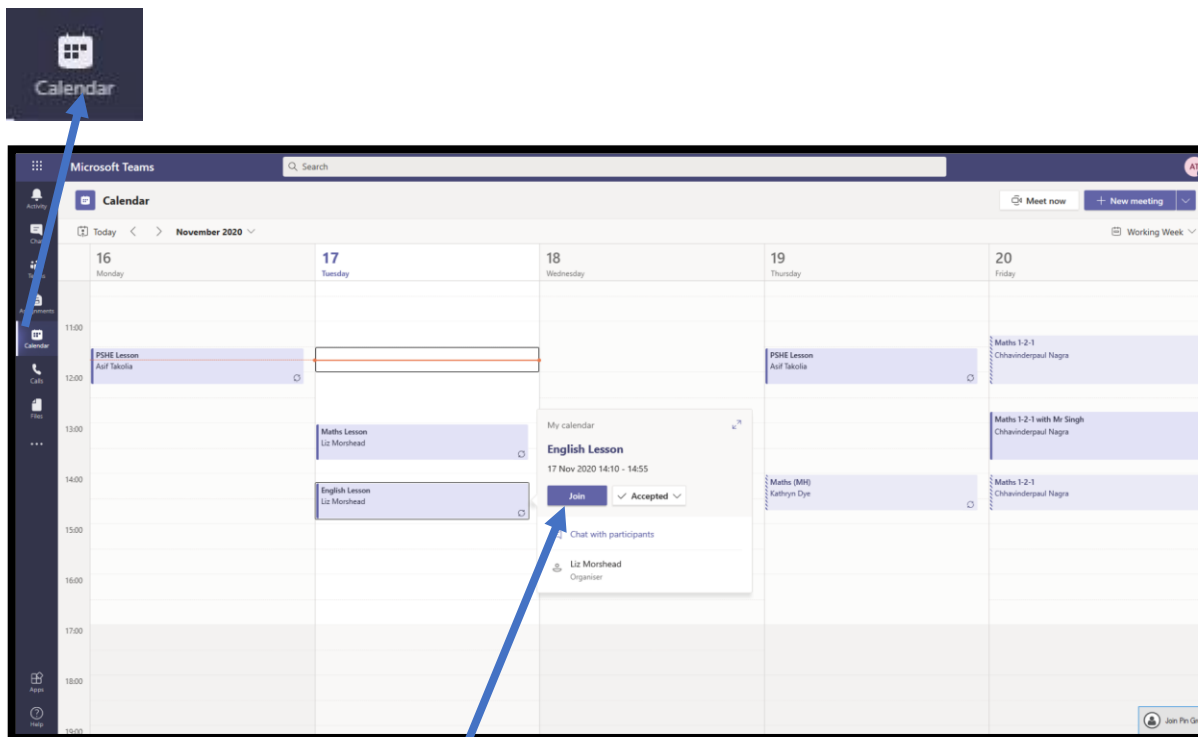 Calendar
Microsoft Teams
Search
Activity
Calendar
Meet now
+ New meeting
Today
November 2020
Working Week
16
Monday
17
Tuesday
18
Wednesday
19
Thursday
20
Friday
Assignments
Calendar
Calls
Files
11:00
12:00
13:00
14:00
15:00
16:00
17:00
18:00
19:00
PSHE Lesson
Asif Takolia
Maths Lesson
Liz Morshead
English Lesson
Liz Morshead
My calendar
English Lesson
17 Nov 2020 14:10 - 14:55
Join
Accepted
Chat with participants
Liz Morshead
Organiser
PSHE Lesson
Asif Takolia
Maths (MH)
Kathryn Dye
Maths 1-2-1
Chhavinderpaul Nagra
Maths 1-2-1 with Mr Singh
Chhavinderpaul Nagra
Maths 1-2-1
Chhavinderpaul Nagra
Apps
Help
Join Pin Gr